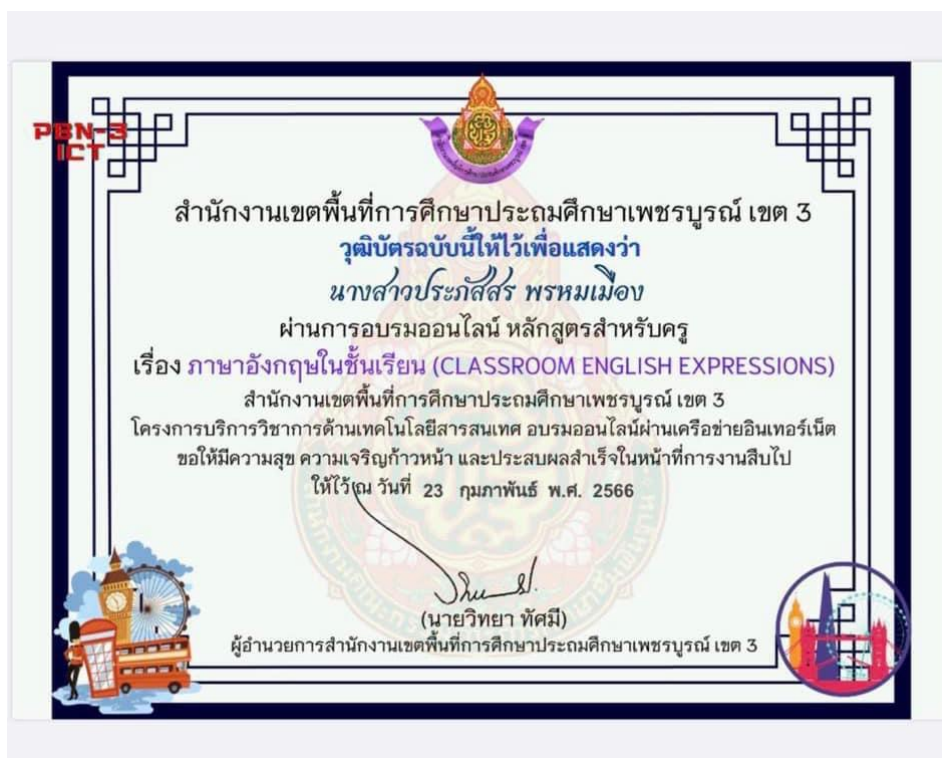 PBN-3
ICT
สำนักงานเขตพื้นที่การศึกษาประถมศึกษาเพชรบูรณ์ เขต 3
วุฒิบัตรฉบับนี้ให้ไว้เพื่อแสดงว่า
นางสาวประภัสสร พรหมเมือง
ผ่านการอบรมออนไลน์ หลักสูตรสำหรับครู
เรื่อง ภาษาอังกฤษในชั้นเรียน (CLASSROOM ENGLISH EXPRESSIONS)
สำนักงานเขตพื้นที่การศึกษาประถมศึกษาเพชรบูรณ์ เขต 3
โครงการบริการวิชาการด้านเทคโนโลยีสารสนเทศ อบรมออนไลน์ผ่านเครือข่ายอินเทอร์เน็ต
ขอให้มีความสุข ความเจริญก้าวหน้า และประสบผลสำเร็จในหน้าที่การงานสืบไป
ให้ไว้ ณ วันที่ 23 กุมภาพันธ์ พ.ศ. 2566
(นายวิทยา ทัศมี)
ผู้อำนวยการสำนักงานเขตพื้นที่การศึกษาประถมศึกษาเพชรบูรณ์ เขต 3